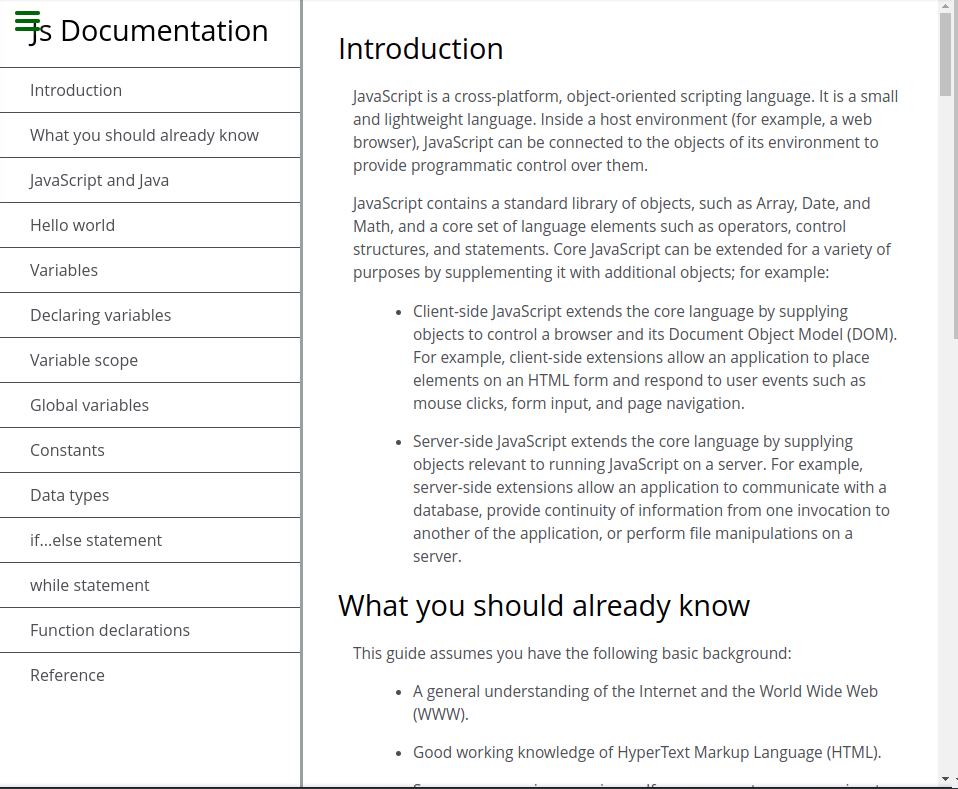 Js Documentation
Introduction
What you should already know
JavaScript and Java
Hello world
Variables
Declaring variables
Variable scope
Global variables
Constants
Data types
if...else statement
while statement
Function declarations
Reference
Introduction
JavaScript is a cross-platform, object-oriented scripting language. It is a small
and lightweight language. Inside a host environment (for example, a web
browser), JavaScript can be connected to the objects of its environment to
provide programmatic control over them.
JavaScript contains a standard library of objects, such as Array, Date, and
Math, and a core set of language elements such as operators, control
structures, and statements. Core JavaScript can be extended for a variety of
purposes by supplementing it with additional objects; for example:
• Client-side JavaScript extends the core language by supplying
objects to control a browser and its Document Object Model (DOM).
For example, client-side extensions allow an application to place
elements on an HTML form and respond to user events such as
mouse clicks, form input, and page navigation.
• Server-side JavaScript extends the core language by supplying
objects relevant to running JavaScript on a server. For example,
server-side extensions allow an application to communicate with a
database, provide continuity of information from one invocation to
another of the application, or perform file manipulations on a
server.
What you should already know
This guide assumes you have the following basic background:
• A general understanding of the Internet and the World Wide Web
(WWW).
• Good working knowledge of HyperText Markup Language (HTML).